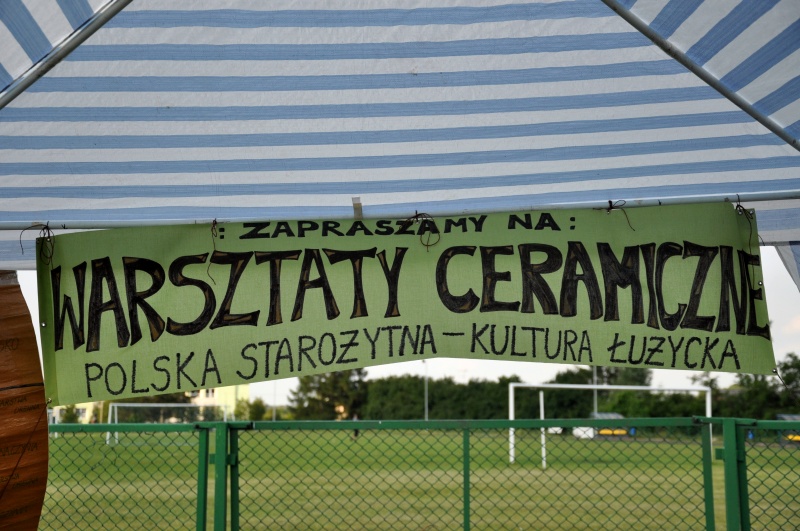 : ZAPRASZAMY NA :
WARSZTATY CERAMICZNE
POLSKA STAROŻYTNA – KULTURA ŁUŻYCKA